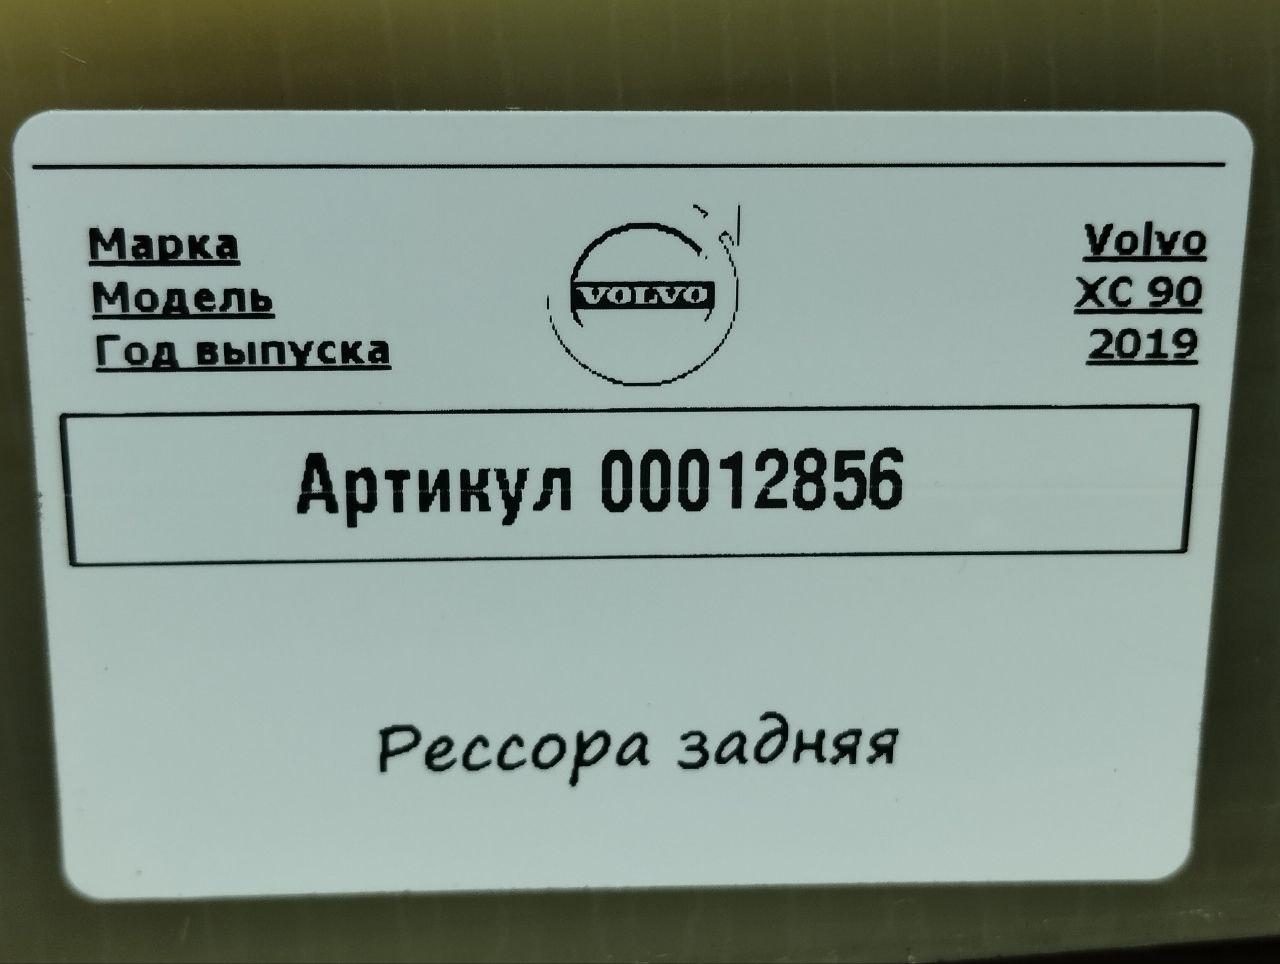 Марка
Модель
Год выпуска
VOLVO
Volvo
XC 90
2019
Артикул 00012856
Рессора задняя